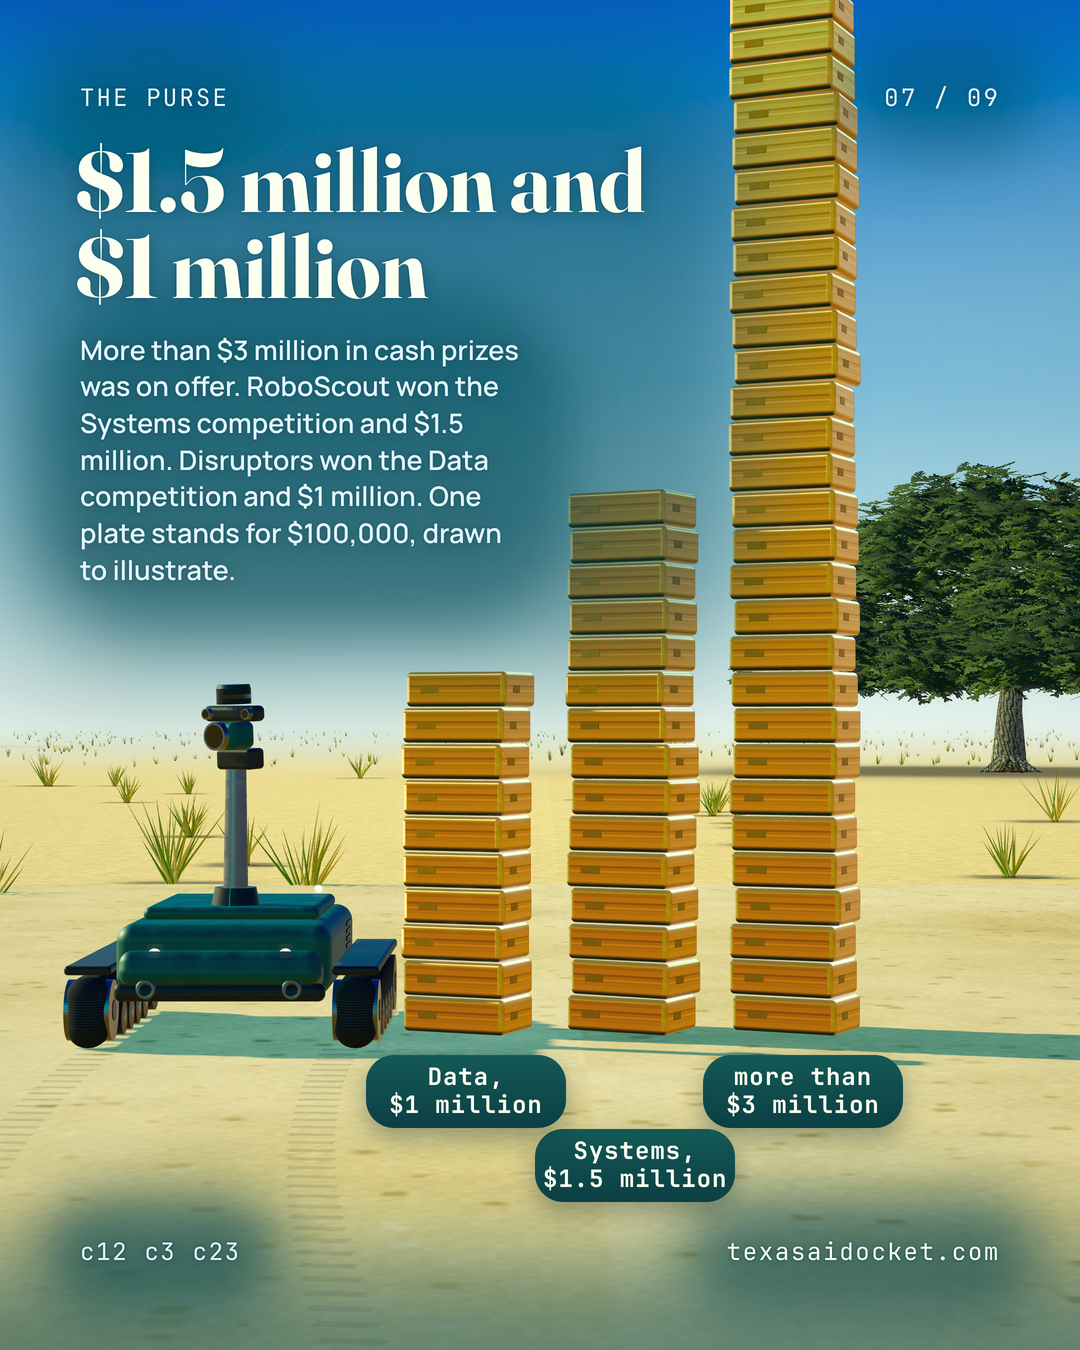 THE PURSE
07 / 09
$1.5 million and
$1 million
More than $3 million in cash prizes
was on offer. RoboScout won the
Systems competition and $1.5
million. Disruptors won the Data
competition and $1 million. One
plate stands for $100,000, drawn
to illustrate.
Data,
$1 million
more than
$3 million
Systems,
$1.5 million
c12 c3 c23
texasaidocket.com